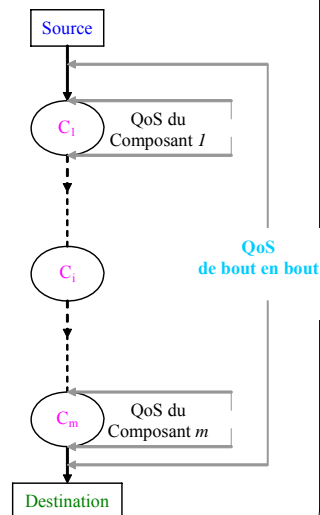 Source
C₁
QoS du
Composant 1
Cᵢ
QoS
de bout en bout
Cₘ
QoS du
Composant m
Destination